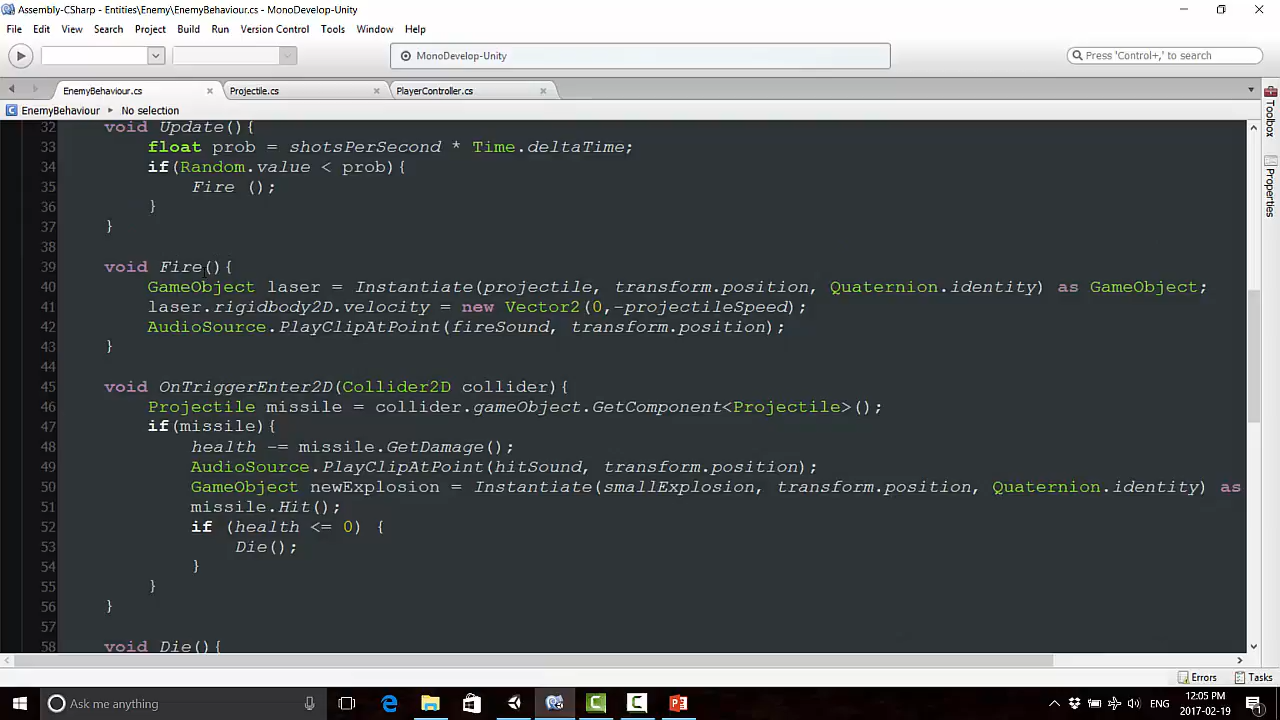 Assembly-CSharp - Entities\Enemy\EnemyBehaviour.cs - MonoDevelop-Unity
File Edit View Search Project Build Run Version Control Tools Window Help
MonoDevelop-Unity
Press 'Control+,' to search
EnemyBehaviour.cs Projectile.cs PlayerController.cs
EnemyBehaviour No selection
32 void Update(){
33 float prob = shotsPerSecond * Time.deltaTime;
34 if(Random.value < prob){
35 Fire ();
36 }
37 }
38
39 void Fire(){
40 GameObject laser = Instantiate(projectile, transform.position, Quaternion.identity) as GameObject;
41 laser.rigidbody2D.velocity = new Vector2(0,-projectileSpeed);
42 AudioSource.PlayClipAtPoint(fireSound, transform.position);
43 }
44
45 void OnTriggerEnter2D(Collider2D collider){
46 Projectile missile = collider.gameObject.GetComponent<Projectile>();
47 if(missile){
48 health -= missile.GetDamage();
49 AudioSource.PlayClipAtPoint(hitSound, transform.position);
50 GameObject newExplosion = Instantiate(smallExplosion, transform.position, Quaternion.identity) as
51 missile.Hit();
52 if (health <= 0) {
53 Die();
54 }
55 }
56 }
57
58 void Die(){
Toolbox
Properties
Errors Tasks
Ask me anything
ENG
12:05 PM
2017-02-19